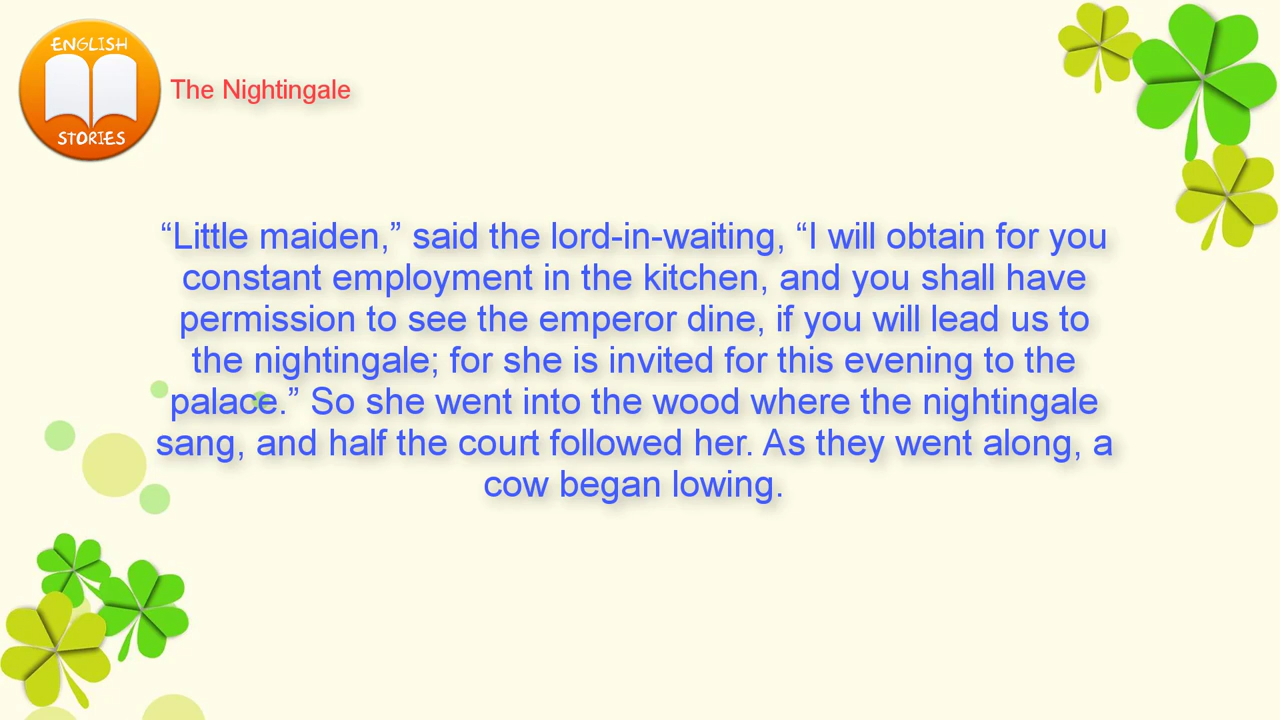 ENGLISH
STORIES
The Nightingale
“Little maiden,” said the lord-in-waiting, “I will obtain for you
constant employment in the kitchen, and you shall have
permission to see the emperor dine, if you will lead us to
the nightingale; for she is invited for this evening to the
palace.” So she went into the wood where the nightingale
sang, and half the court followed her. As they went along, a
cow began lowing.